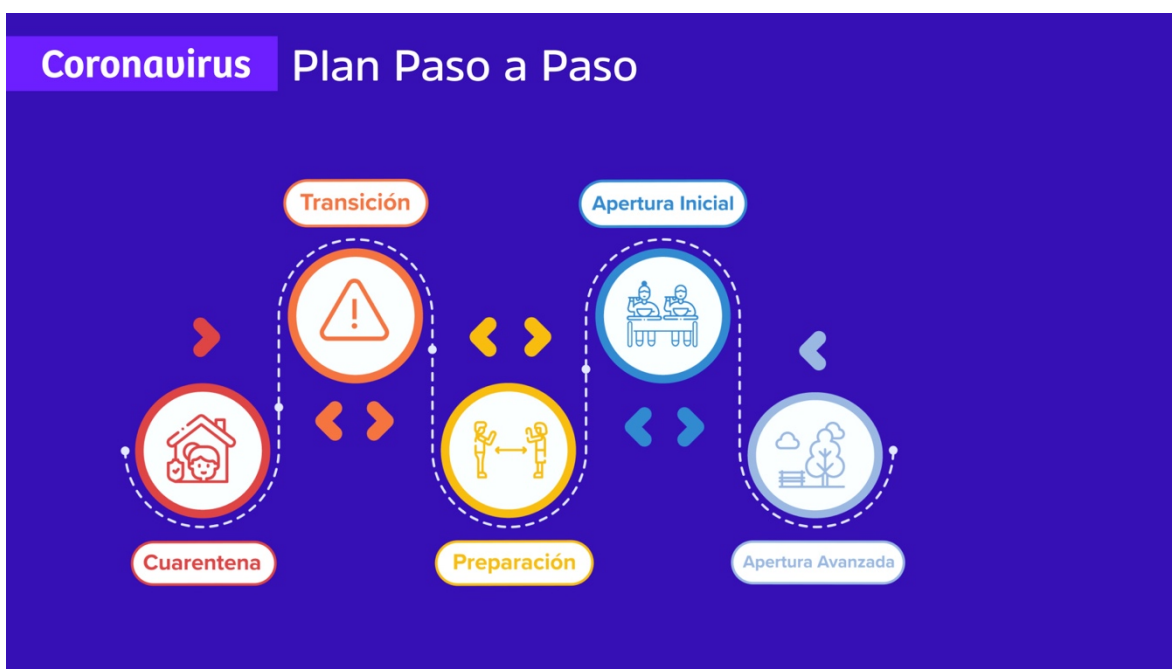 Coronavirus Plan Paso a Paso
Transición
Apertura Inicial
Cuarentena
Preparación
Apertura Avanzada